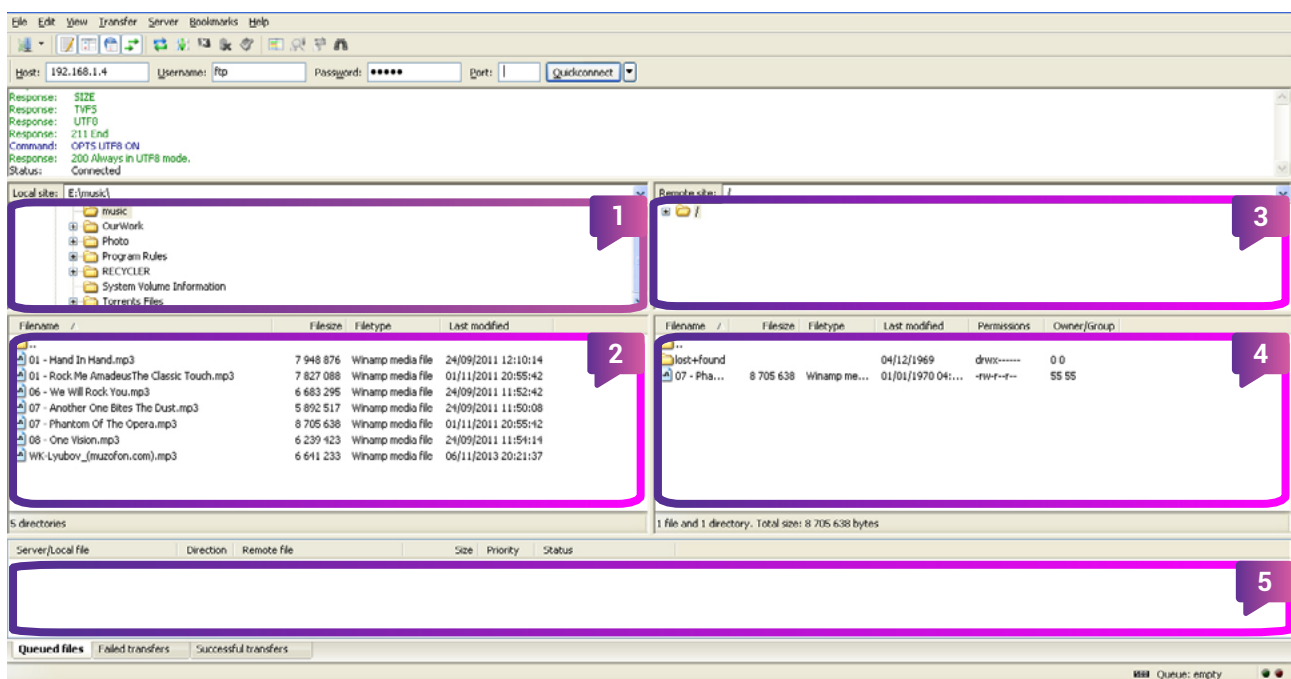 File Edit View Transfer Server Bookmarks Help
Host: 192.168.1.4 Username: ftp Password: ●●●●● Port: Quickconnect
Response: SIZE
Response: TVFS
Response: UTF8
Response: 211 End
Command: OPTS UTF8 ON
Response: 200 Always in UTF8 mode.
Status: Connected
Local site: E:\music\
music
OurWork
Photo
Program Rules
RECYCLER
System Volume Information
Torrents Files
1
Remote site: /
/
3
Filename / Filesize Filetype Last modified
..
01 - Hand In Hand.mp3 7 948 876 Winamp media file 24/09/2011 12:10:14
01 - Rock Me AmadeusThe Classic Touch.mp3 7 827 088 Winamp media file 01/11/2011 20:55:42
06 - We Will Rock You.mp3 6 683 295 Winamp media file 24/09/2011 11:52:42
07 - Another One Bites The Dust.mp3 5 892 517 Winamp media file 24/09/2011 11:50:08
07 - Phantom Of The Opera.mp3 8 705 638 Winamp media file 01/11/2011 20:55:42
08 - One Vision.mp3 6 239 423 Winamp media file 24/09/2011 11:54:14
WK-Lyubov_(muzofon.com).mp3 6 641 233 Winamp media file 06/11/2013 20:21:37
2
5 directories
Filename / Filesize Filetype Last modified Permissions Owner/Group
..
lost+found 04/12/1969 drwx------ 0 0
07 - Pha... 8 705 638 Winamp me... 01/01/1970 04:... -rw-r--r-- 55 55
4
1 file and 1 directory. Total size: 8 705 638 bytes
Server/Local file Direction Remote file Size Priority Status
5
Queued files Failed transfers Successful transfers
Queue: empty